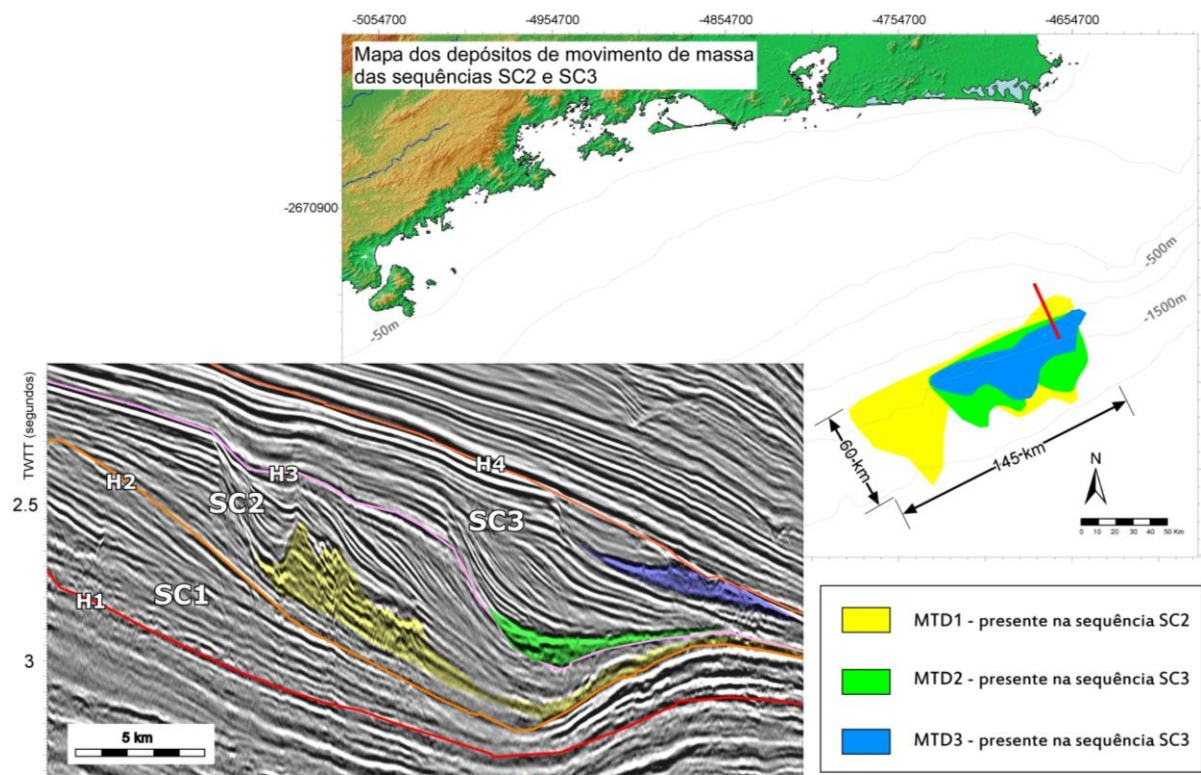 -5054700
-4954700
-4854700
-4754700
-4654700
Mapa dos depósitos de movimento de massa
das sequências SC2 e SC3
-2670900
-50m
-500m
-1500m
60 km
145 km
N
0 10 20 30 40 50 Km
TWTT (segundos)
2.5
3
H1
H2
H3
H4
SC1
SC2
SC3
5 km
MTD1 - presente na sequência SC2
MTD2 - presente na sequência SC3
MTD3 - presente na sequência SC3